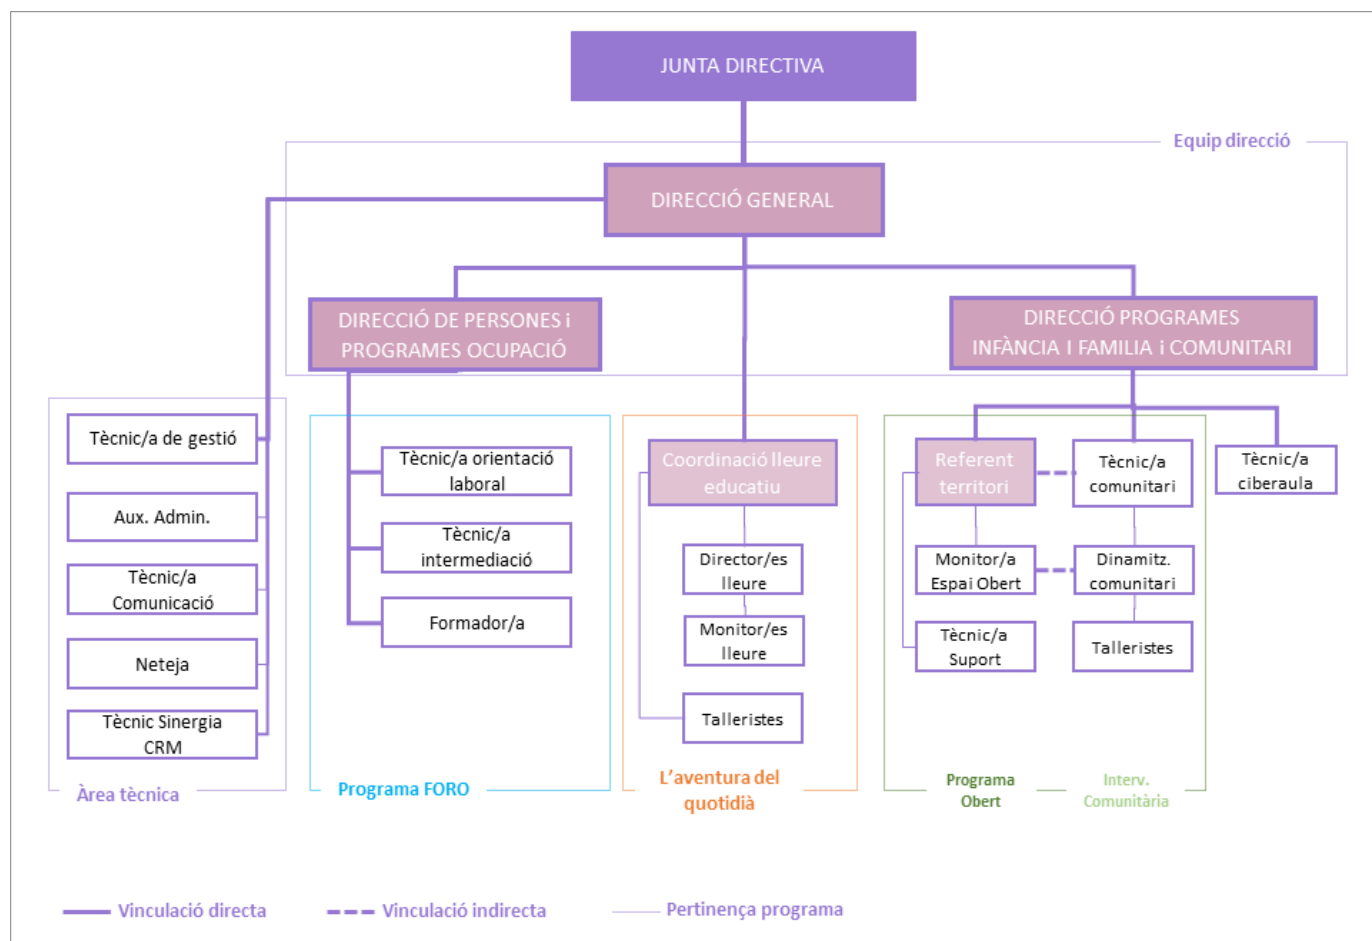 JUNTA DIRECTIVA
Equip direcció
DIRECCIÓ GENERAL
DIRECCIÓ DE PERSONES i
PROGRAMES OCUPACIÓ
DIRECCIÓ PROGRAMES
INFÀNCIA I FAMILIA i COMUNITARI
Tècnic/a de gestió
Aux. Admin.
Tècnic/a
Comunicació
Neteja
Tècnic Sinergia
CRM
Àrea tècnica
Tècnic/a orientació
laboral
Tècnic/a
intermediació
Formador/a
Programa FORO
Coordinació lleure
educatiu
Director/es
lleure
Monitor/es
lleure
Talleristes
L'aventura del
quotidià
Referent
territori
Monitor/a
Espai Obert
Tècnic/a
Suport
Programa
Obert
Tècnic/a
comunitari
Dinamitz.
comunitari
Talleristes
Interv.
Comunitària
Tècnic/a
ciberaula
Vinculació directa
Vinculació indirecta
Pertinença programa